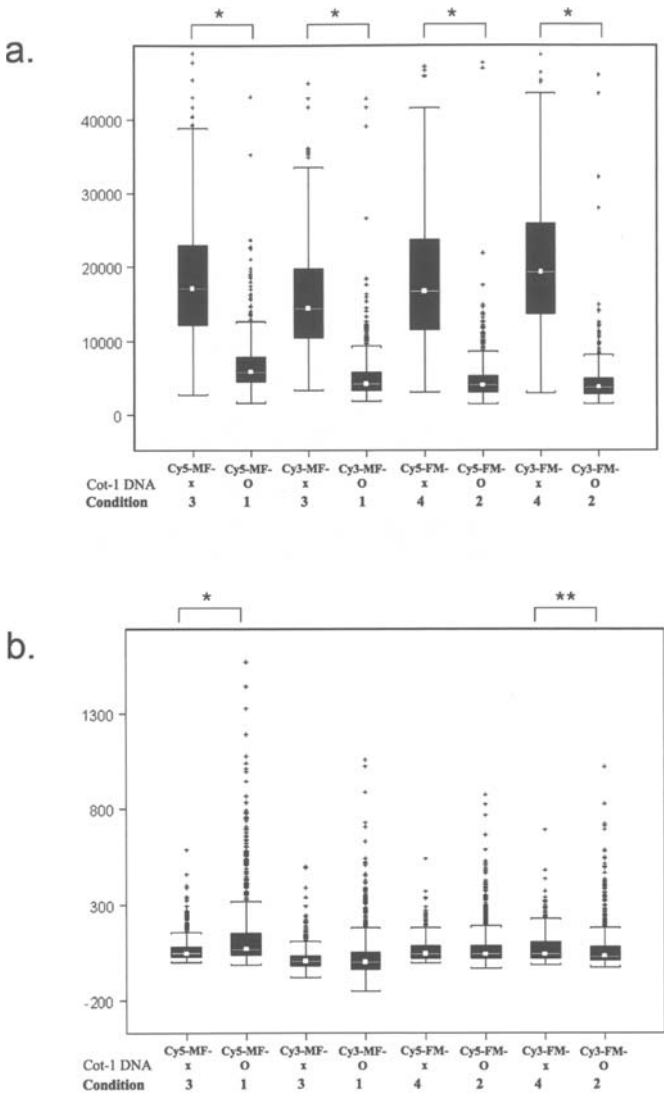 * * * *
a.
40000
30000
20000
10000
0
Cy5-MF- Cy5-MF- Cy3-MF- Cy3-MF- Cy5-FM- Cy5-FM- Cy3-FM- Cy3-FM-
Cot-1 DNA x O x O x O x O
Condition 3 1 3 1 4 2 4 2
* **
b.
1300
800
300
-200
Cy5-MF- Cy5-MF- Cy3-MF- Cy3-MF- Cy5-FM- Cy5-FM- Cy3-FM- Cy3-FM-
Cot-1 DNA x O x O x O x O
Condition 3 1 3 1 4 2 4 2